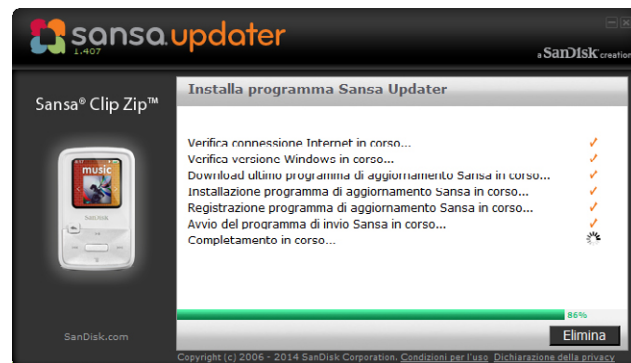 sansa updater
1.407
a SanDisk creation
Sansa® Clip Zip™
Installa programma Sansa Updater
music
SanDisk
Verifica connessione Internet in corso...
Verifica versione Windows in corso...
Download ultimo programma di aggiornamento Sansa in corso...
Installazione programma di aggiornamento Sansa in corso...
Registrazione programma di aggiornamento Sansa in corso...
Avvio del programma di invio Sansa in corso...
Completamento in corso...
86%
SanDisk.com
Elimina
Copyright (c) 2006 - 2014 SanDisk Corporation. Condizioni per l'uso Dichiarazione della privacy